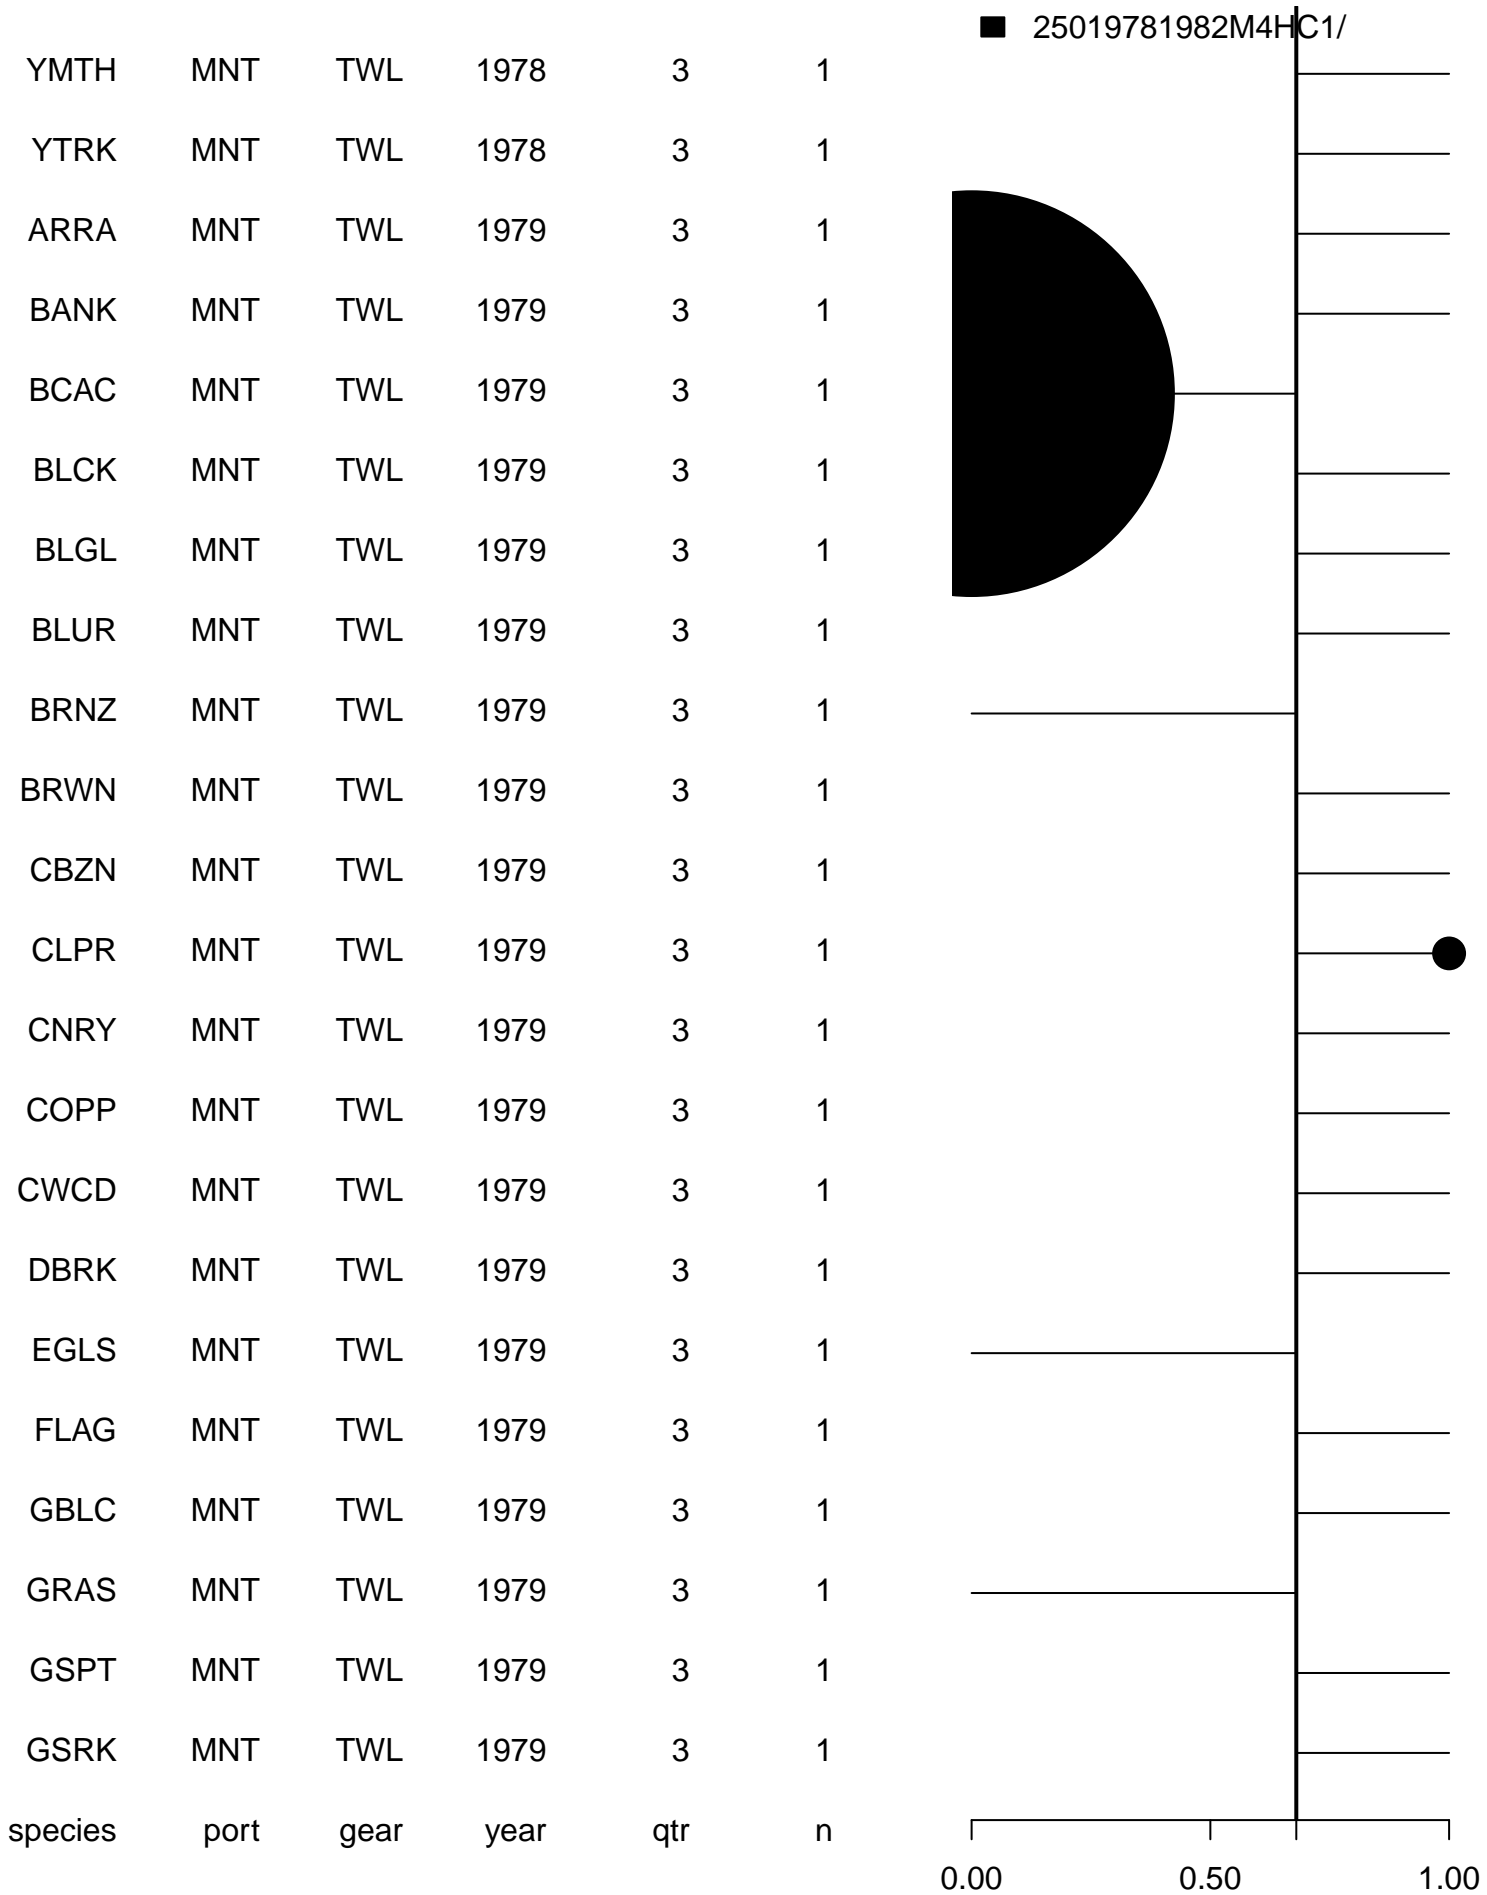 25019781982M4HC1/
YMTH MNT TWL 1978 3 1
YTRK MNT TWL 1978 3 1
ARRA MNT TWL 1979 3 1
BANK MNT TWL 1979 3 1
BCAC MNT TWL 1979 3 1
BLCK MNT TWL 1979 3 1
BLGL MNT TWL 1979 3 1
BLUR MNT TWL 1979 3 1
BRNZ MNT TWL 1979 3 1
BRWN MNT TWL 1979 3 1
CBZN MNT TWL 1979 3 1
CLPR MNT TWL 1979 3 1
CNRY MNT TWL 1979 3 1
COPP MNT TWL 1979 3 1
CWCD MNT TWL 1979 3 1
DBRK MNT TWL 1979 3 1
EGLS MNT TWL 1979 3 1
FLAG MNT TWL 1979 3 1
GBLC MNT TWL 1979 3 1
GRAS MNT TWL 1979 3 1
GSPT MNT TWL 1979 3 1
GSRK MNT TWL 1979 3 1
species port gear year qtr n
0.00 0.50 1.00